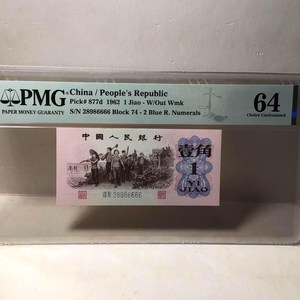 PMG
PAPER MONEY GUARANTY
China / People's Republic
Pick# 877d 1962 1 Jiao - W/Out Wmk
S/N 28986666 Block 74 - 2 Blue R. Numerals
64
Choice Uncirculated
中国人民银行
壹角
1
YI
JIAO
28986666